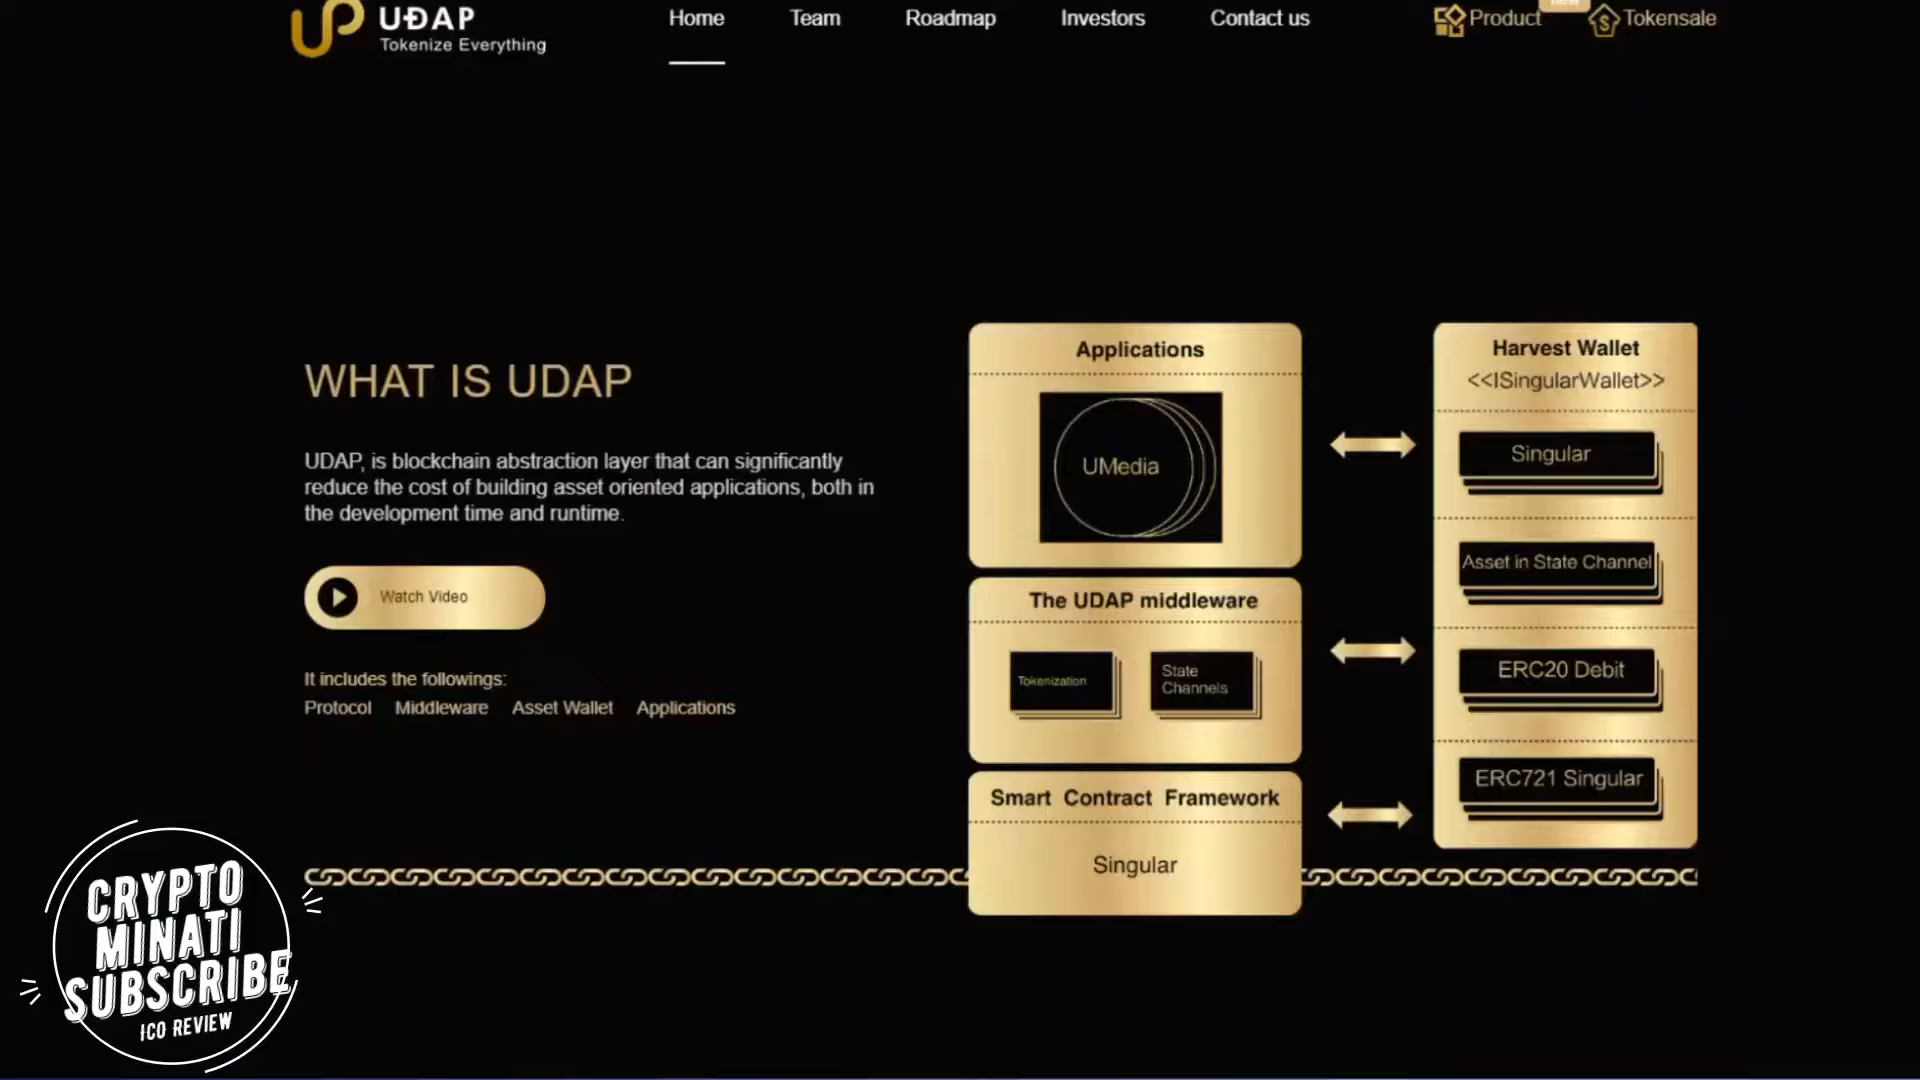 UĐAP
Tokenize Everything
Home
Team
Roadmap
Investors
Contact us
Product
Tokensale
WHAT IS UDAP
UDAP, is blockchain abstraction layer that can significantly
reduce the cost of building asset oriented applications, both in
the development time and runtime.
Watch Video
It includes the followings:
Protocol Middleware Asset Wallet Applications
Applications
UMedia
The UDAP middleware
Tokenization
State
Channels
Smart Contract Framework
Singular
Harvest Wallet
<<ISingularWallet>>
Singular
Asset in State Channel
ERC20 Debit
ERC721 Singular
CRYPTO
MINATI
SUBSCRIBE
ICO REVIEW